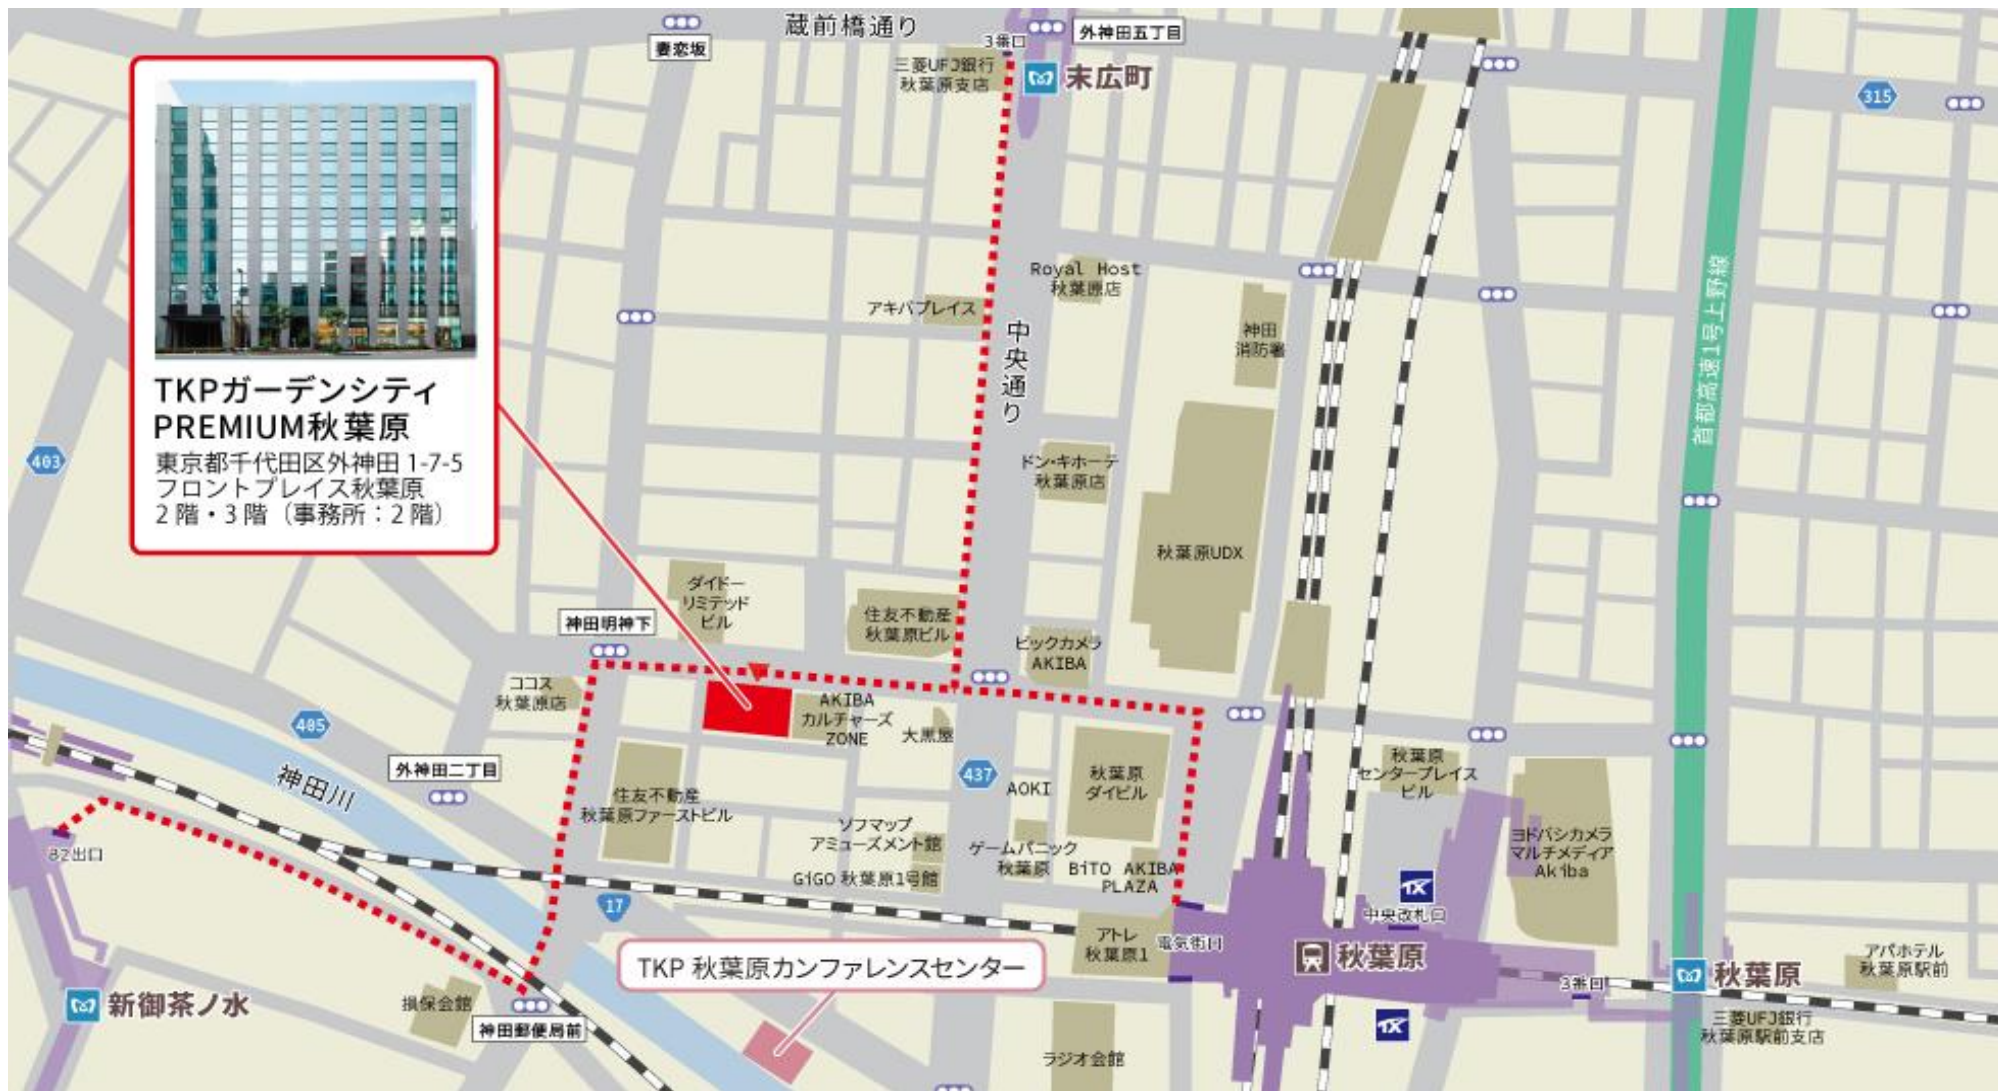 蔵前橋通り
妻恋坂
3番口
外神田五丁目
三菱UFJ銀行
秋葉原支店
末広町
315
TKPガーデンシティ
PREMIUM秋葉原
東京都千代田区外神田 1-7-5
フロントプレイス秋葉原
2 階・3 階（事務所：2 階）
Royal Host
秋葉原店
アキバプレイス
中央通り
神田
消防署
首都高速1号上野線
403
ドン・キホーテ
秋葉原店
秋葉原UDX
ダイドー
リミテッド
ビル
住友不動産
秋葉原ビル
神田明神下
ビックカメラ
AKIBA
ココス
秋葉原店
AKIBA
カルチャーズ
ZONE
大黒屋
405
外神田二丁目
神田川
437
AOKI
秋葉原
ダイビル
秋葉原
センタープレイス
ビル
住友不動産
秋葉原ファーストビル
ソフマップ
アミューズメント館
ゲームパニック
秋葉原
BiTO AKIBA
PLAZA
GiGO 秋葉原1号館
ヨドバシカメラ
マルチメディア
Akiba
B2出口
17
TX
中央改札口
アトレ
秋葉原1
電気街口
秋葉原
TKP 秋葉原カンファレンスセンター
3番口
秋葉原
アパホテル
秋葉原駅前
新御茶ノ水
損保会館
神田郵便局前
TX
三菱UFJ銀行
秋葉原駅前支店
ラジオ会館